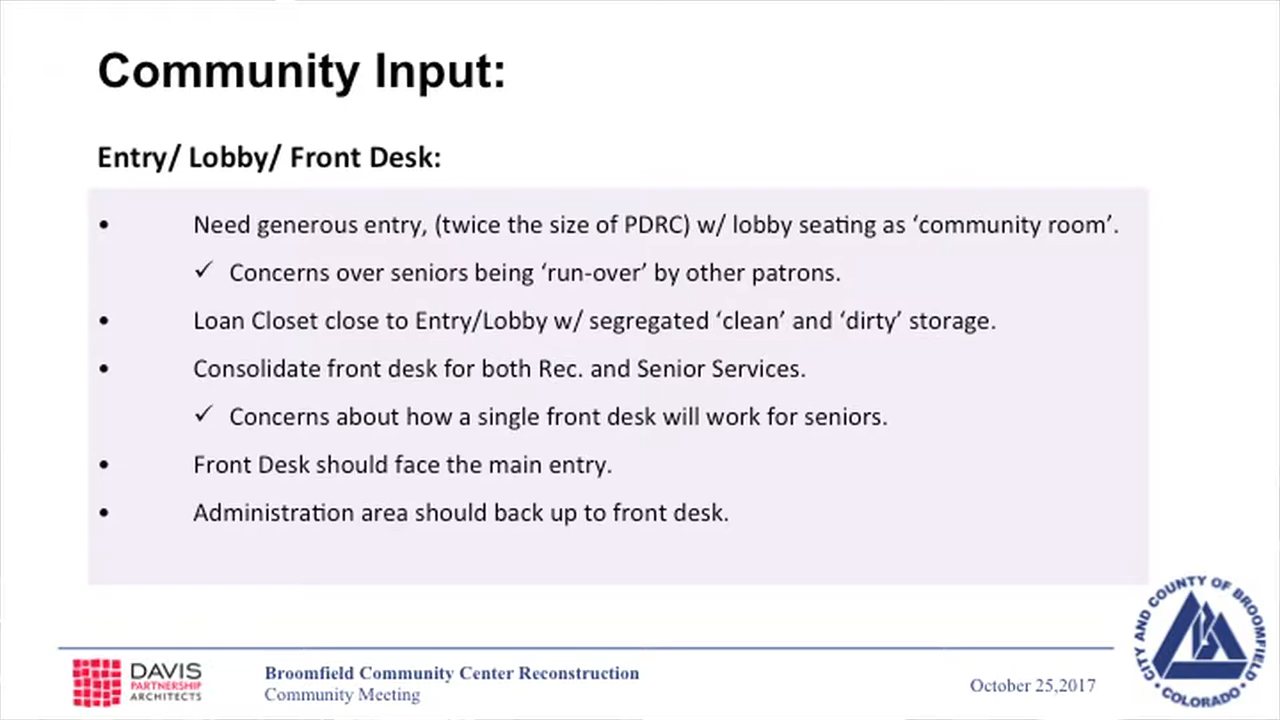 Community Input:
Entry/ Lobby/ Front Desk:
• Need generous entry, (twice the size of PDRC) w/ lobby seating as ‘community room’.
✓ Concerns over seniors being ‘run-over’ by other patrons.
• Loan Closet close to Entry/Lobby w/ segregated ‘clean’ and ‘dirty’ storage.
• Consolidate front desk for both Rec. and Senior Services.
✓ Concerns about how a single front desk will work for seniors.
• Front Desk should face the main entry.
• Administration area should back up to front desk.
DAVIS
PARTNERSHIP
ARCHITECTS
Broomfield Community Center Reconstruction
Community Meeting
October 25,2017
CITY AND COUNTY OF BROOMFIELD
• COLORADO •